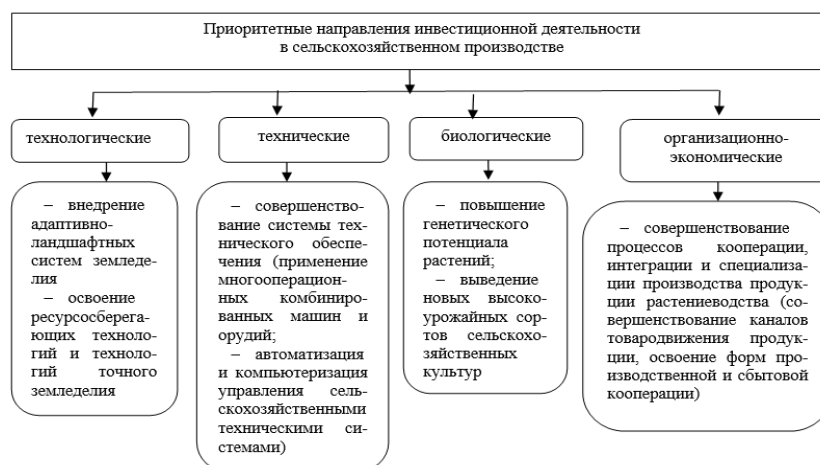 Приоритетные направления инвестиционной деятельности
в сельскохозяйственном производстве
технологические
технические
биологические
организационно-
экономические
– внедрение
адаптивно-
ландшафтных
систем земледе-
лия
– освоение
ресурсосберега-
ющих технологий
и техноло-
гий точного
земледелия
– совершенство-
вание системы тех-
нического обеспе-
чения (применение
многооперацион-
ных комбиниро-
ванных машин и
орудий;
– автоматизация
и компьютеризация
управления сель-
скохозяйственными
техническими си-
стемами)
– повышение
генетического
потенциала
растений;
– выведение
новых высоко-
урожайных сор-
тов сельскохо-
зяйственных
культур
– совершенствование
процессов кооперации,
интеграции и специализа-
ции производства продук-
ции растениеводства (со-
вершенствование каналов
товародвижения продук-
ции, освоение форм про-
изводственной и сбытовой
кооперации)